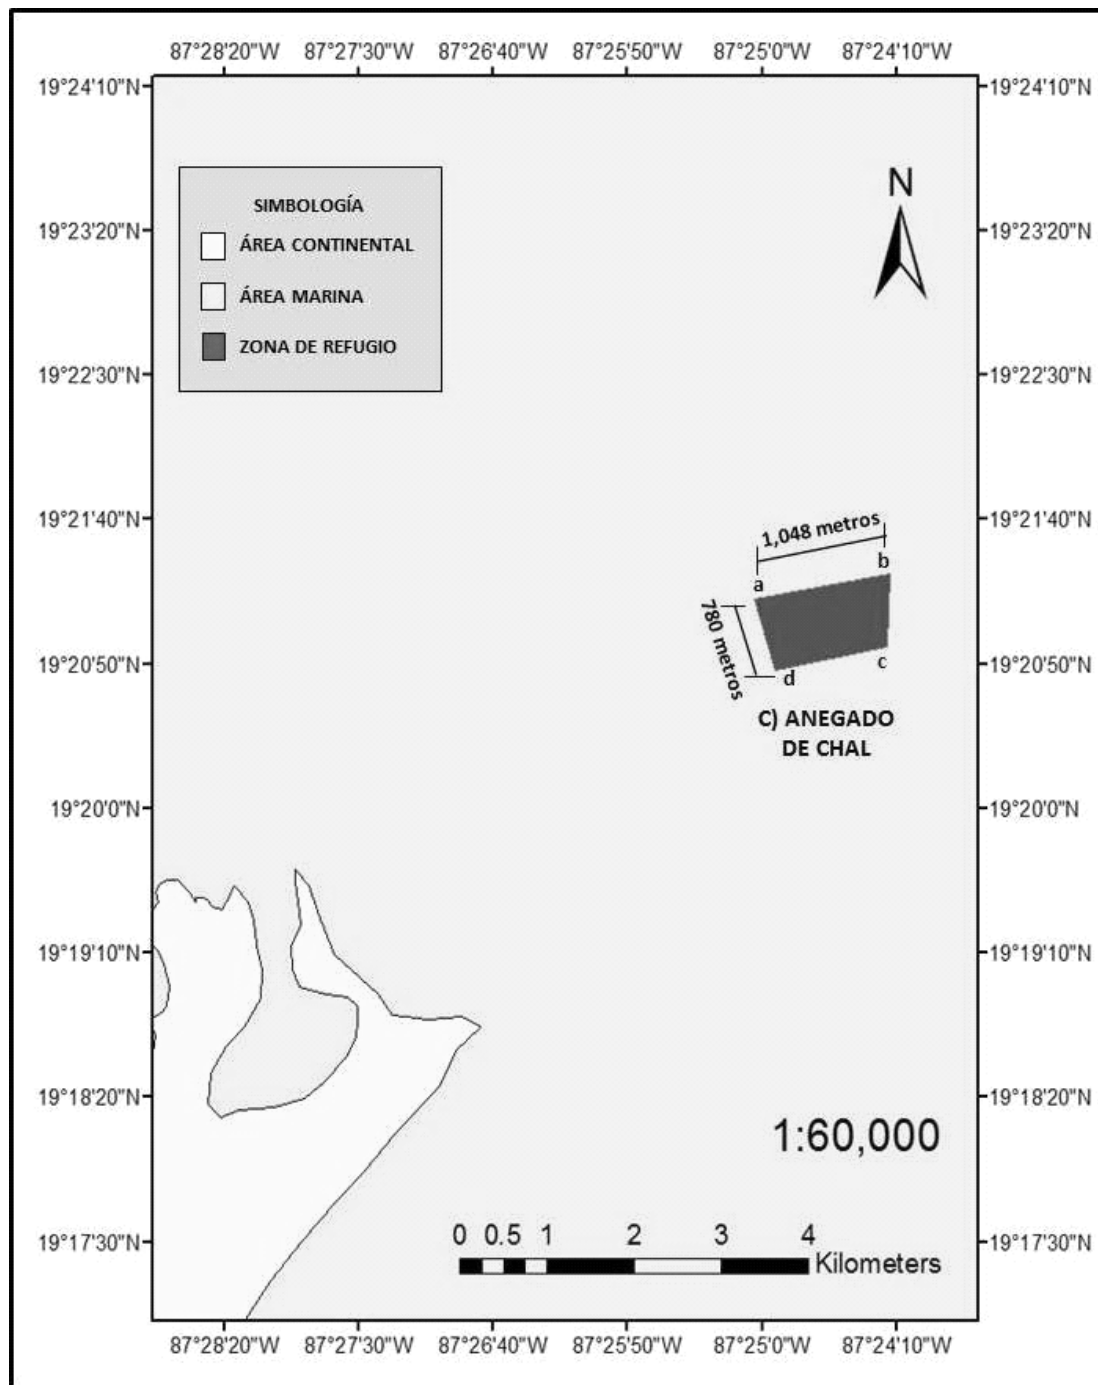 87°28'20"W 87°27'30"W 87°26'40"W 87°25'50"W 87°25'0"W 87°24'10"W
19°24'10"N 19°24'10"N
N
SIMBOLOGÍA
19°23'20"N 19°23'20"N
ÁREA CONTINENTAL
ÁREA MARINA
ZONA DE REFUGIO
19°22'30"N 19°22'30"N
19°21'40"N 19°21'40"N
1,048 metros
b
a
780 metros
19°20'50"N 19°20'50"N
c
d
C) ANEGADO
DE CHAL
19°20'0"N 19°20'0"N
19°19'10"N 19°19'10"N
19°18'20"N 19°18'20"N
1:60,000
0 0.5 1 2 3 4
19°17'30"N 19°17'30"N
Kilometers
87°28'20"W 87°27'30"W 87°26'40"W 87°25'50"W 87°25'0"W 87°24'10"W